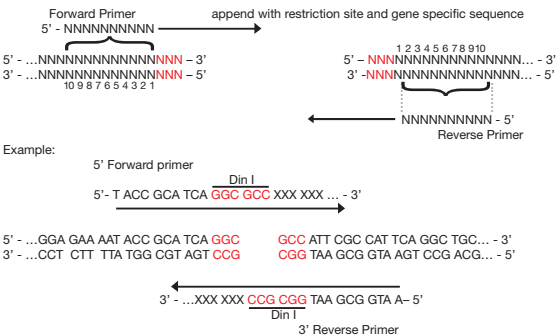 Forward Primer
append with restriction site and gene specific sequence
5' - NNNNNNNNNN
5' - ...NNNNNNNNNNNNNNNN – 3'
3' - ...NNNNNNNNNNNNNNNN – 5'
10 9 8 7 6 5 4 3 2 1
1 2 3 4 5 6 7 8 9 10
5' – NNNNNNNNNNNNNNNN... - 3'
3' -NNNNNNNNNNNNNNNN... - 5'
NNNNNNNNNN - 5'
Reverse Primer
Example:
5' Forward primer
Din I
5'- T ACC GCA TCA GGC GCC XXX XXX ... - 3'
5' - ...GGA GAA AAT ACC GCA TCA GGC GCC ATT CGC CAT TCA GGC TGC... - 3'
3' - ...CCT CTT TTA TGG CGT AGT CCG CGG TAA GCG GTA AGT CCG ACG... - 5'
3' - ...XXX XXX CCG CGG TAA GCG GTA A– 5'
Din I
3' Reverse Primer